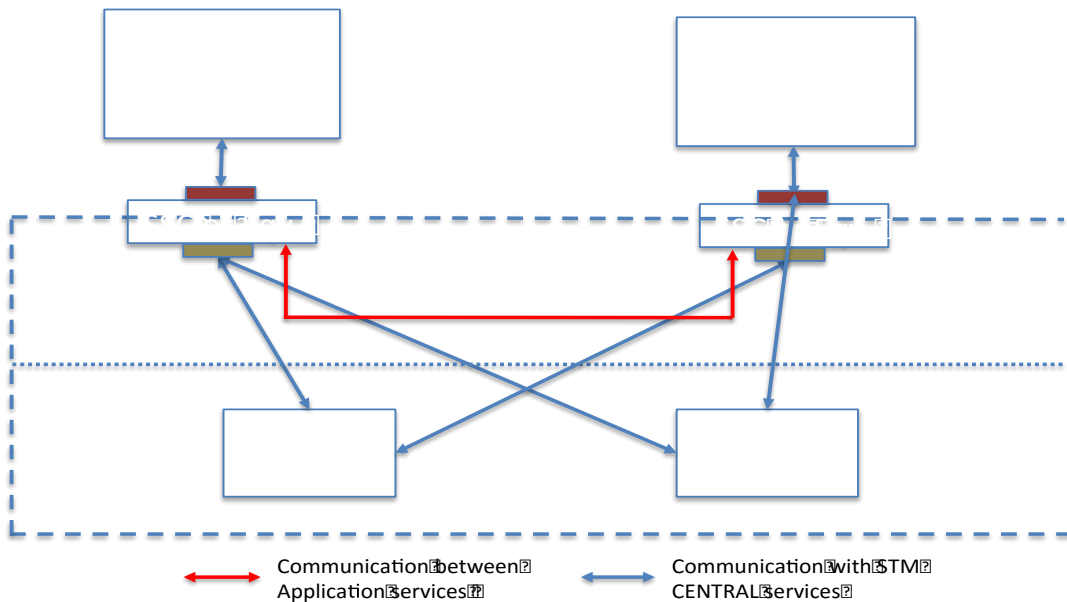 Communication between
Application services
Communication with STM
CENTRAL services